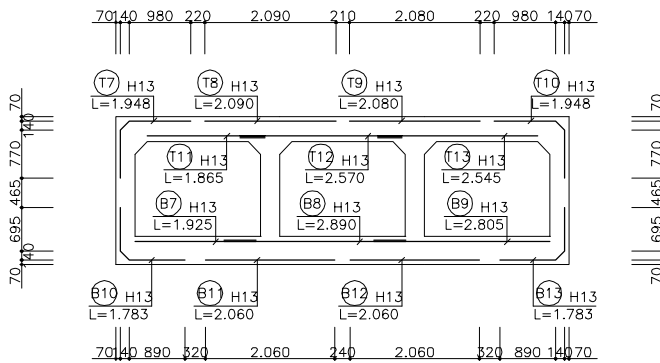 70 140 980 220 2.090 210 2.080 220 980 140 70
T7 H13 T8 H13 T9 H13 T10 H13
L=1.948 L=2.090 L=2.080 L=1.948
70 140 770 465 695 140 70
70 770 465 695 70
T11 H13 T12 H13 T13 H13
L=1.865 L=2.570 L=2.545
B7 H13 B8 H13 B9 H13
L=1.925 L=2.890 L=2.805
B10 H13 B11 H13 B12 H13 B13 H13
L=1.783 L=2.060 L=2.060 L=1.783
70 140 890 320 2.060 240 2.060 320 890 140 70